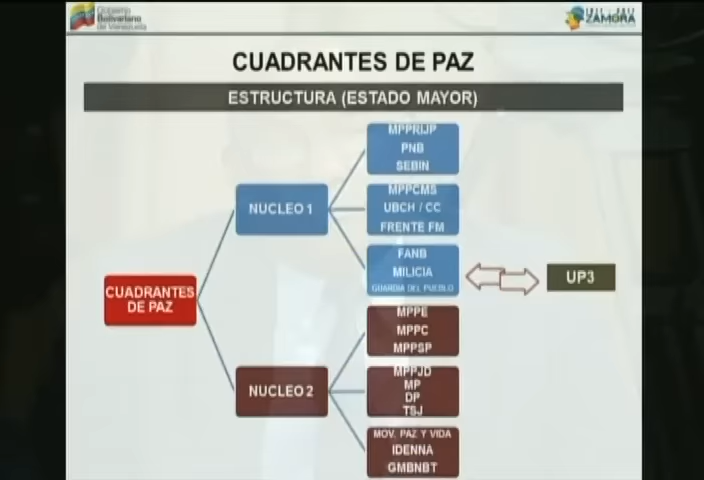 Gobierno
Bolivariano
de Venezuela
ZAMORA
CUADRANTES DE PAZ
ESTRUCTURA (ESTADO MAYOR)
MPPRIJP
PNB
SEBIN
NUCLEO 1
MPPCMS
UBCH / CC
FRENTE FM
FANB
MILICIA
GUARDIA DEL PUEBLO
UP3
CUADRANTES
DE PAZ
MPPE
MPPC
MPPSP
NUCLEO 2
MPPJD
MP
DP
TSJ
MOV. PAZ Y VIDA
IDENNA
GMBNBT